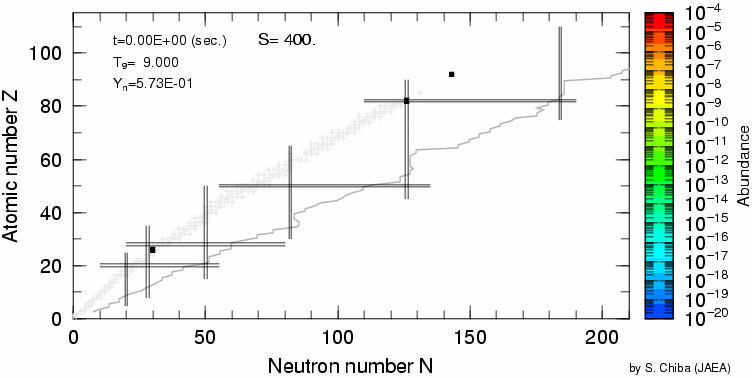 t=0.00E+00 (sec.)
S= 400.
T9= 9.000
Yn=5.73E-01
Atomic number Z
100
80
60
40
20
0
0 50 100 150 200
Neutron number N
10−4
10−5
10−6
10−7
10−8
10−9
10−10
10−11
10−12
10−13
10−14
10−15
10−16
10−17
10−18
10−19
10−20
Abundance
by S. Chiba (JAEA)